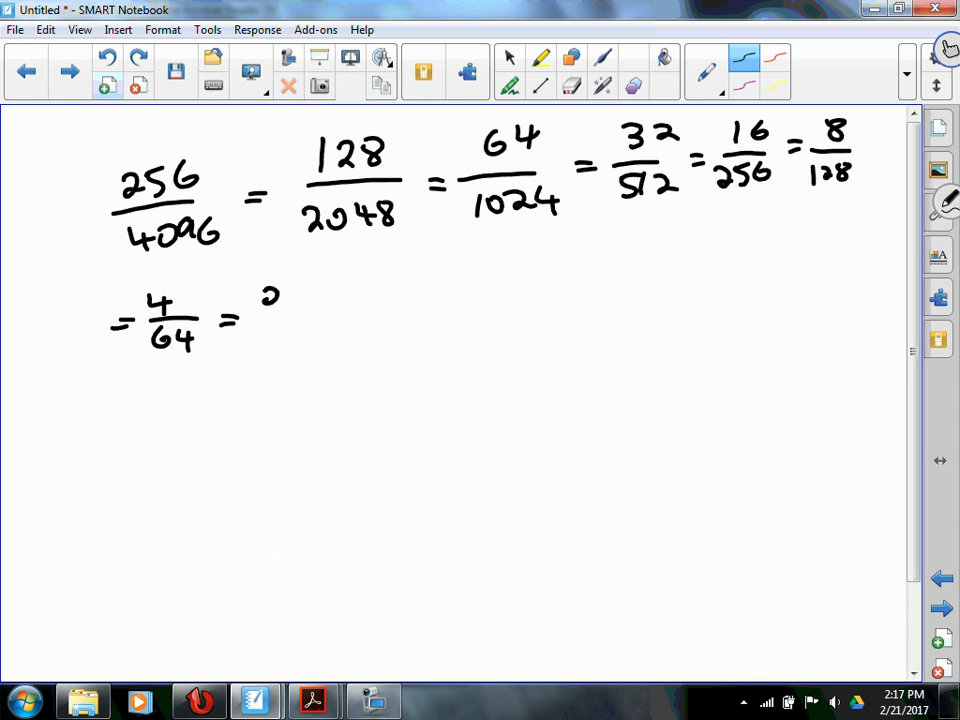 Untitled * - SMART Notebook
File Edit View Insert Format Tools Response Add-ons Help
256/4096 = 128/2048 = 64/1024 = 32/512 = 16/256 = 8/128
= 4/64 = 2
2:17 PM
2/21/2017